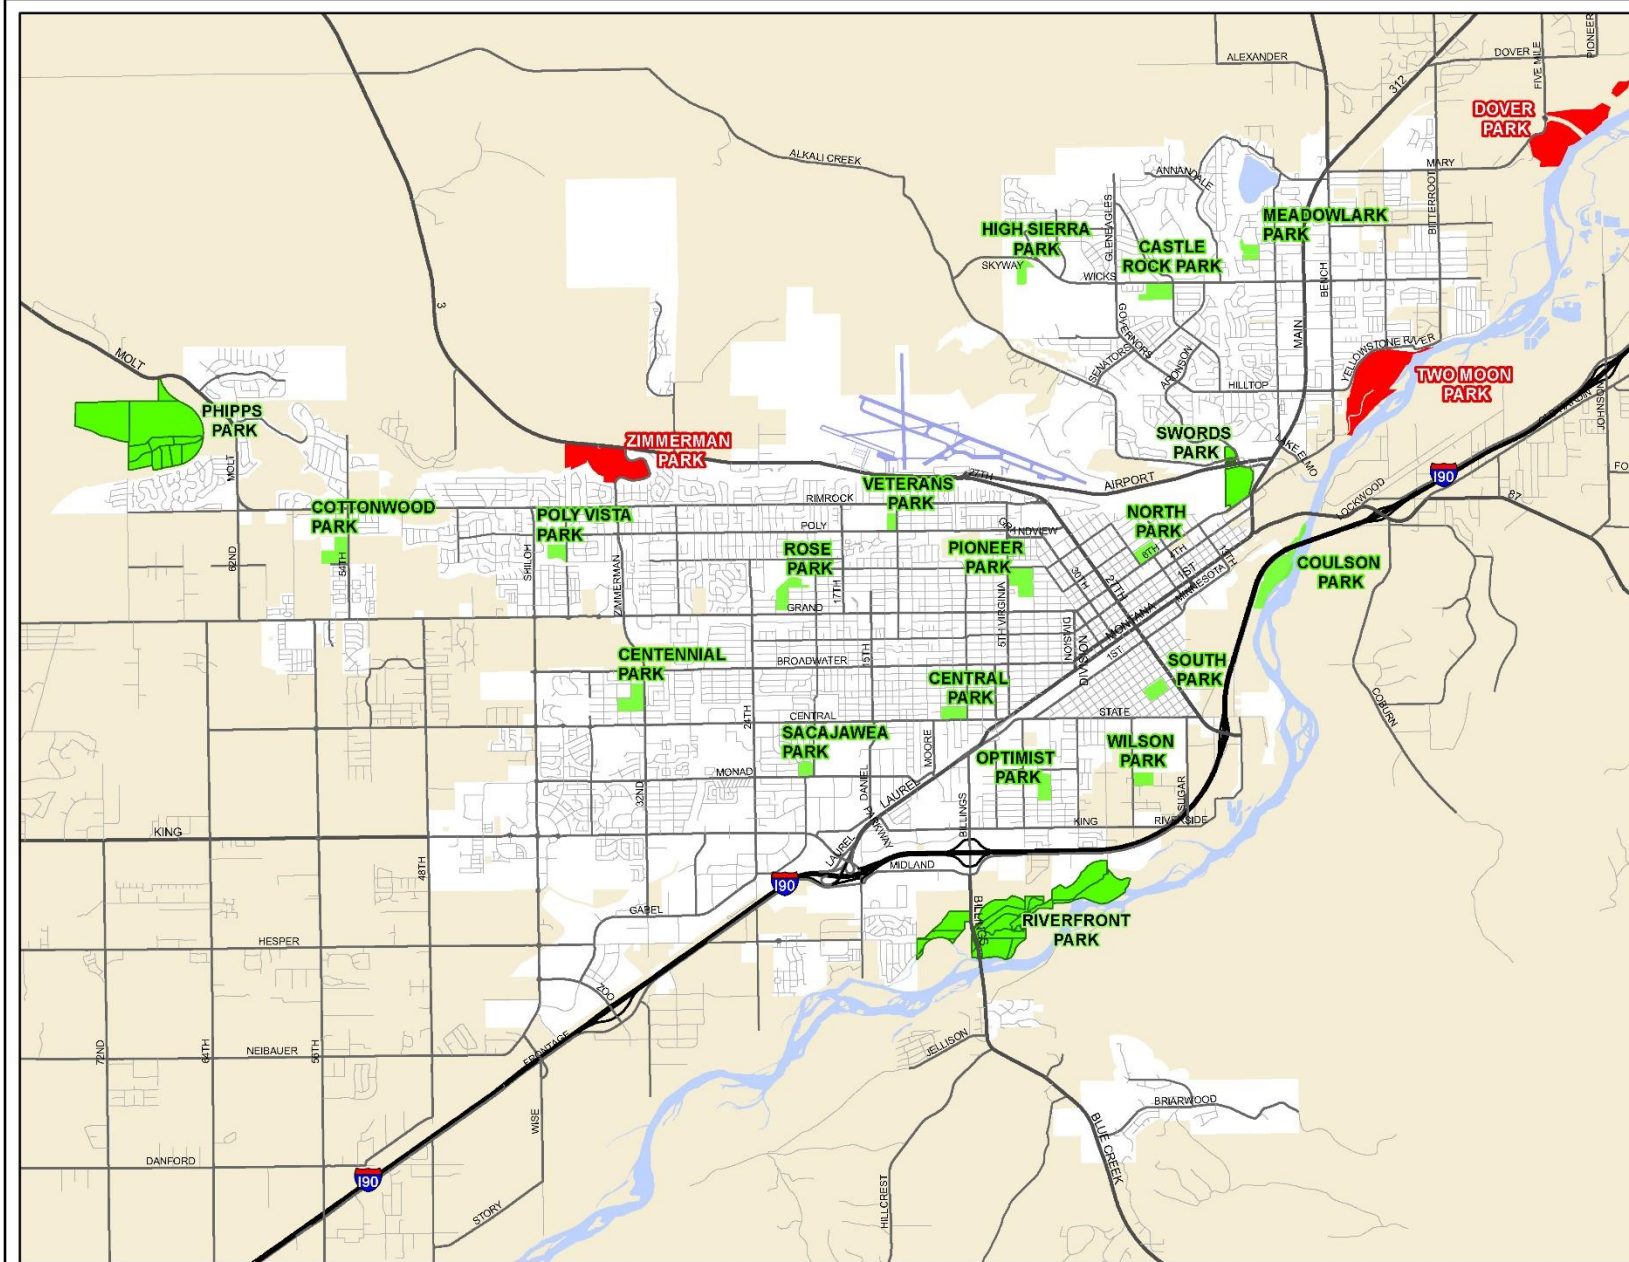 ALEXANDER
DOVER
PIONEER
FIVE MILE
312
DOVER
PARK
ALKALI CREEK
ANNANDALE
MARY
BITTERROOT
GLENEAGLES
MEADOWLARK
PARK
HIGH SIERRA
PARK
CASTLE
ROCK PARK
SKYWAY
WICKS
BENCH
3
GOVERNORS
MAIN
SENATORS
ARONSON
YELLOWSTONE RIVER
MOLT
HILLTOP
TWO MOON
PARK
JOHNSON
PHIPPS
PARK
ZIMMERMAN
PARK
SWORDS
PARK
LAKE ELMO
MOLT
27TH
AIRPORT
I90
VETERANS
PARK
RIMROCK
LOCKWOOD
87
COTTONWOOD
PARK
POLY VISTA
PARK
POLY
GRANDVIEW
NORTH
PARK
62ND
54TH
SHILOH
ROSE
PARK
PIONEER
PARK
6TH
4TH
13TH
COULSON
PARK
ZIMMERMAN
17TH
30TH
27TH
1ST
MINNESOTA
GRAND
5TH VIRGINIA
DIVISION
MONTANA
CENTENNIAL
PARK
BROADWATER
15TH
DIVISION
1ST
SOUTH
PARK
CENTRAL
PARK
COBURN
24TH
CENTRAL
STATE
SACAJAWEA
PARK
MOORE
OPTIMIST
PARK
WILSON
PARK
MONAD
32ND
DANIEL
LAUREL
SUGAR
KING
PARKWAY
BILLINGS
KING
RIVERSIDE
48TH
LAUREL
MIDLAND
I90
GABEL
BILLINGS
RIVERFRONT
PARK
HESPER
ZOO
72ND
64TH
56TH
NEIBAUER
FRONTAGE
JELLISON
WISE
BRIARWOOD
BLUE CREEK
DANFORD
I90
STORY
HILLCREST